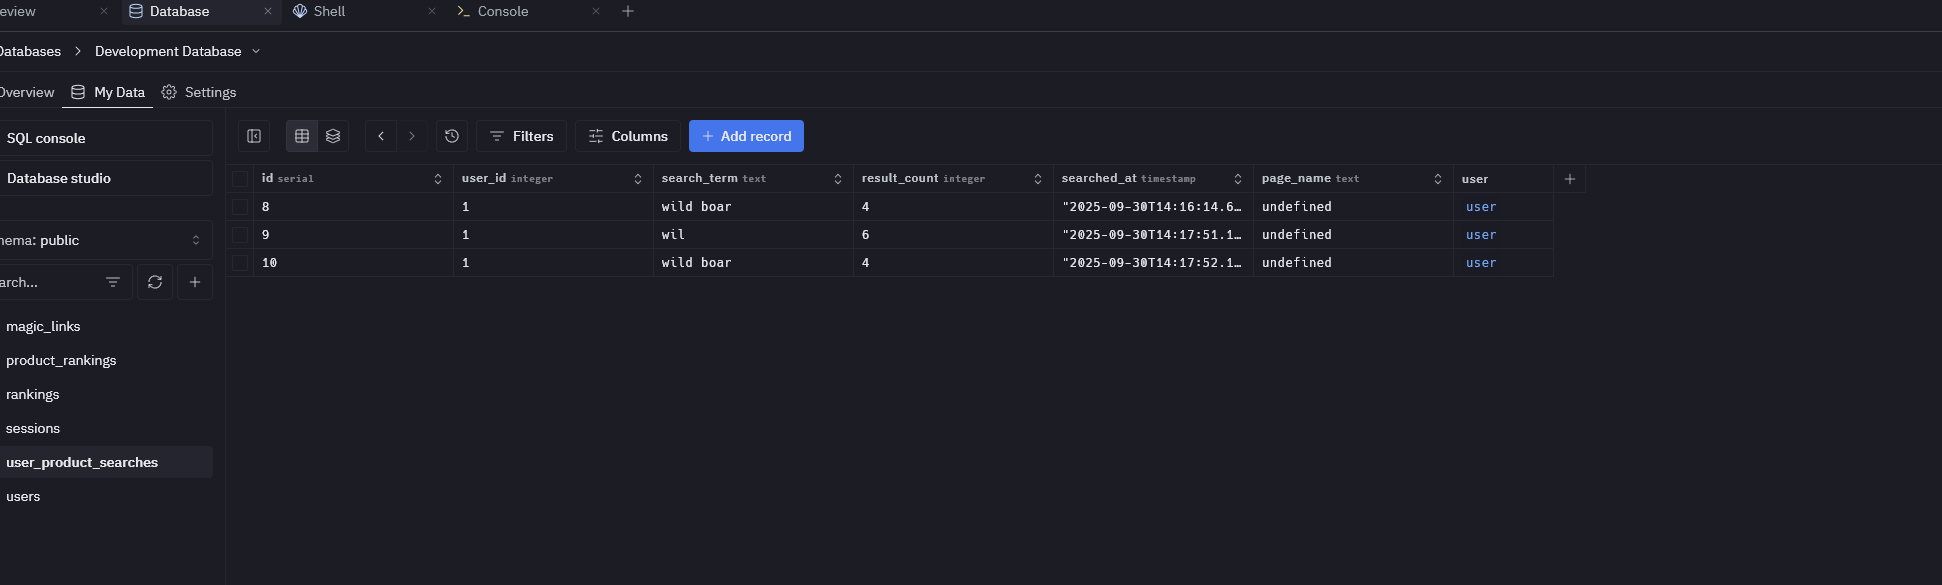 eview Database Shell Console
Databases > Development Database
Overview My Data Settings
SQL console
Database studio
hema: public
arch...
magic_links
product_rankings
rankings
sessions
user_product_searches
users
Filters Columns + Add record
id serial user_id integer search_term text result_count integer searched_at timestamp page_name text user
8 1 wild boar 4 "2025-09-30T14:16:14.6… undefined user
9 1 wil 6 "2025-09-30T14:17:51.1… undefined user
10 1 wild boar 4 "2025-09-30T14:17:52.1… undefined user